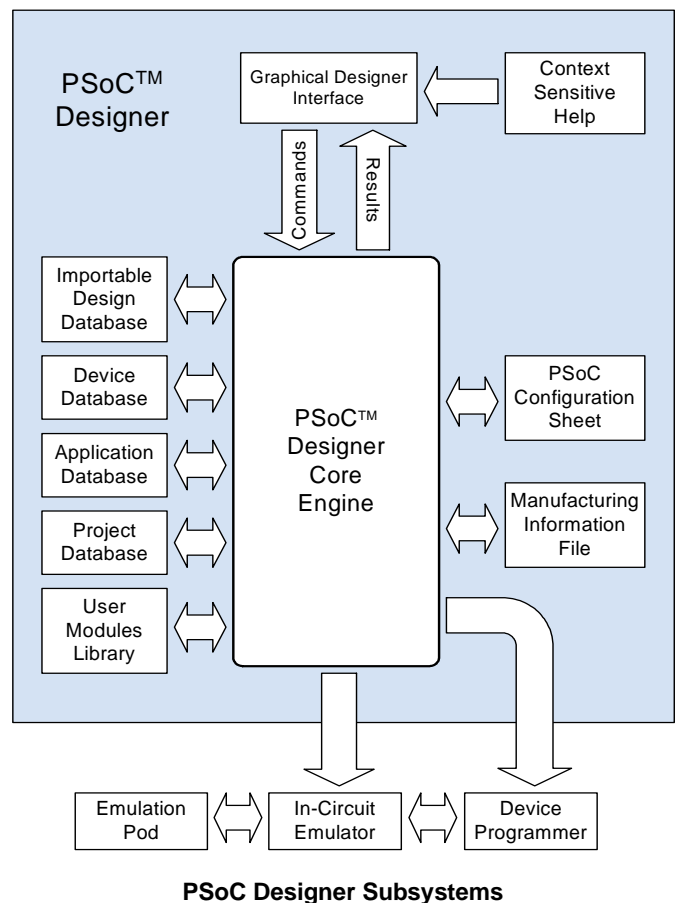 PSoC™
Designer
Graphical Designer
Interface
Context
Sensitive
Help
Commands
Results
Importable
Design
Database
Device
Database
Application
Database
Project
Database
User
Modules
Library
PSoC™
Designer
Core
Engine
PSoC
Configuration
Sheet
Manufacturing
Information
File
Emulation
Pod
In-Circuit
Emulator
Device
Programmer
PSoC Designer Subsystems